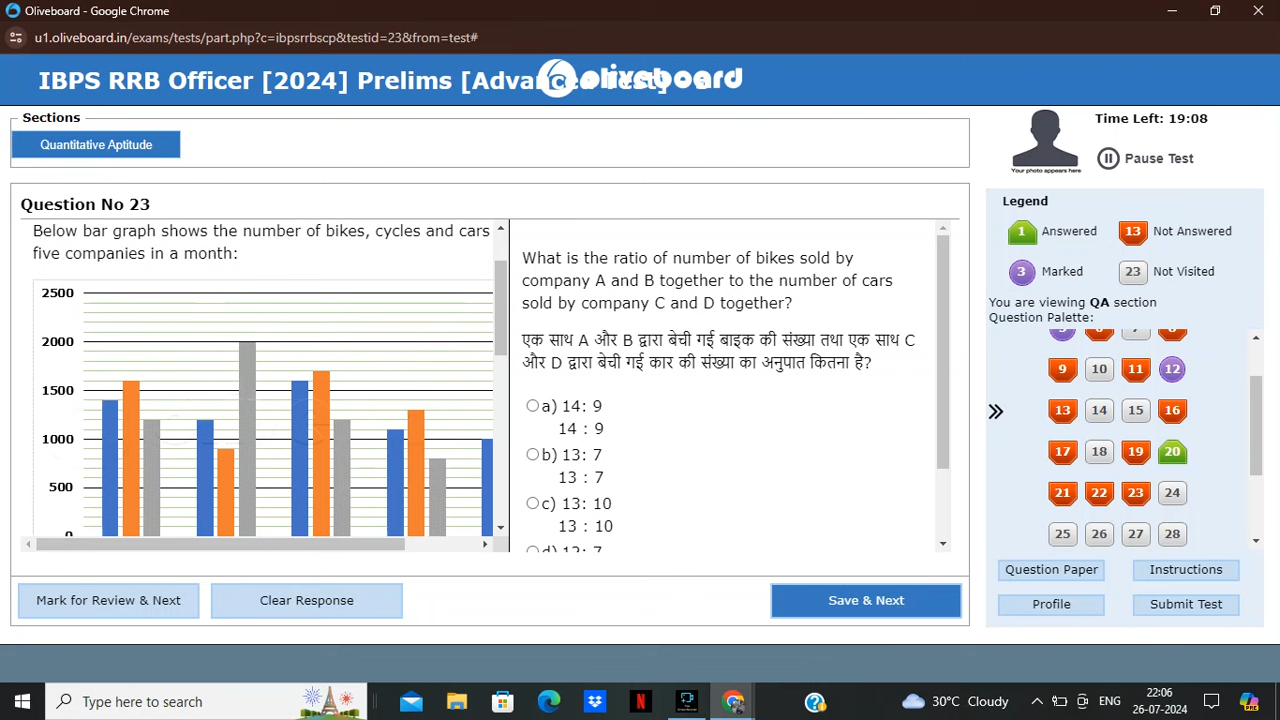 Oliveboard - Google Chrome
u1.oliveboard.in/exams/tests/part.php?c=ibpsrrbscp&testid=23&from=test#
IBPS RRB Officer [2024] Prelims [Advanced Test]
oliveboard
Sections
Quantitative Aptitude
Time Left: 19:08
Pause Test
Your photo appears here
Question No 23
Below bar graph shows the number of bikes, cycles and cars
five companies in a month:
2500
2000
1500
1000
500
0
What is the ratio of number of bikes sold by
company A and B together to the number of cars
sold by company C and D together?
एक साथ A और B द्वारा बेची गई बाइक की संख्या तथा एक साथ C
और D द्वारा बेची गई कार की संख्या का अनुपात कितना है?
a) 14: 9
14 : 9
b) 13: 7
13 : 7
c) 13: 10
13 : 10
d) 12: 7
Mark for Review & Next
Clear Response
Save & Next
Legend
1 Answered
13 Not Answered
3 Marked
23 Not Visited
You are viewing QA section
Question Palette:
9 10 11 12
13 14 15 16
17 18 19 20
21 22 23 24
25 26 27 28
Question Paper
Instructions
Profile
Submit Test
Type here to search
30°C Cloudy
ENG
22:06
26-07-2024